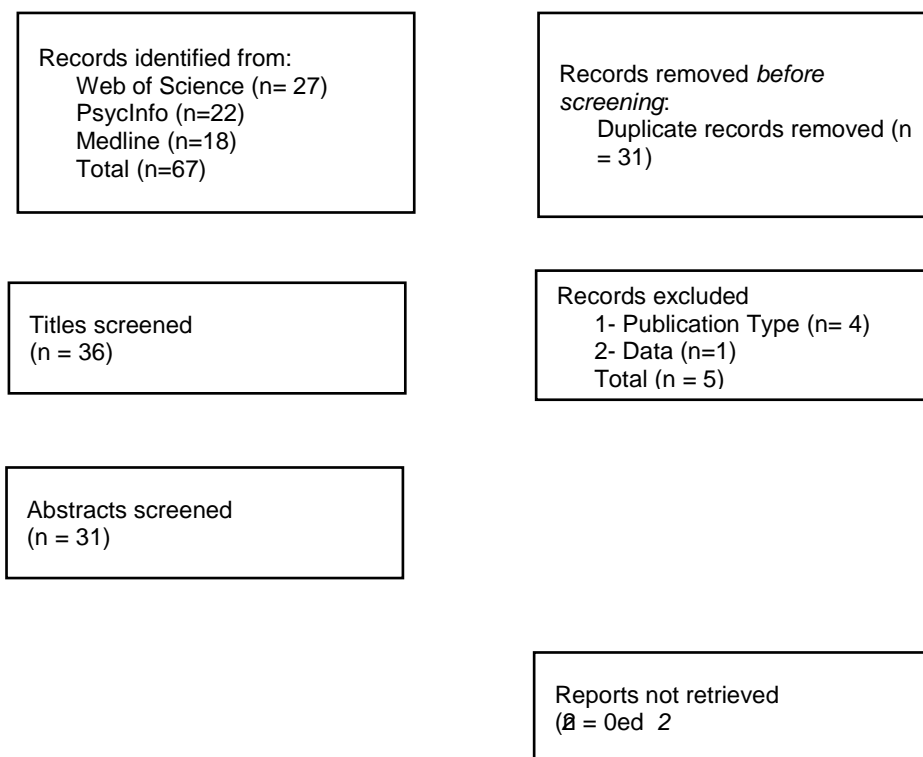 Records identified from:
Web of Science (n= 27)
PsycInfo (n=22)
Medline (n=18)
Total (n=67)
Records removed before
screening:
Duplicate records removed (n
= 31)
Titles screened
(n = 36)
Records excluded
1- Publication Type (n= 4)
2- Data (n=1)
Total (n = 5)
Abstracts screened
(n = 31)
Reports not retrieved
= 0ed 2